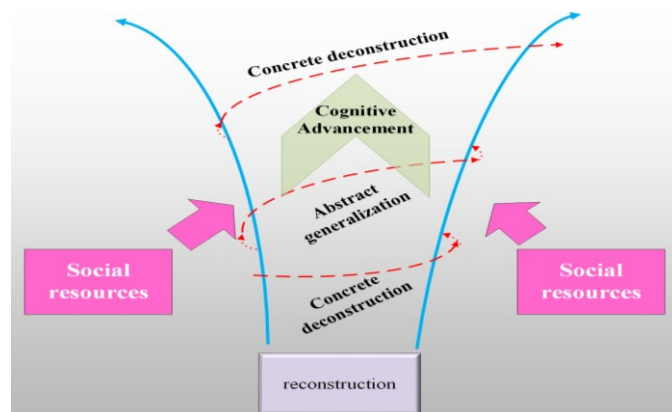 Concrete deconstruction
Cognitive
Advancement
Abstract
generalization
Social
resources
Social
resources
Concrete
deconstruction
reconstruction